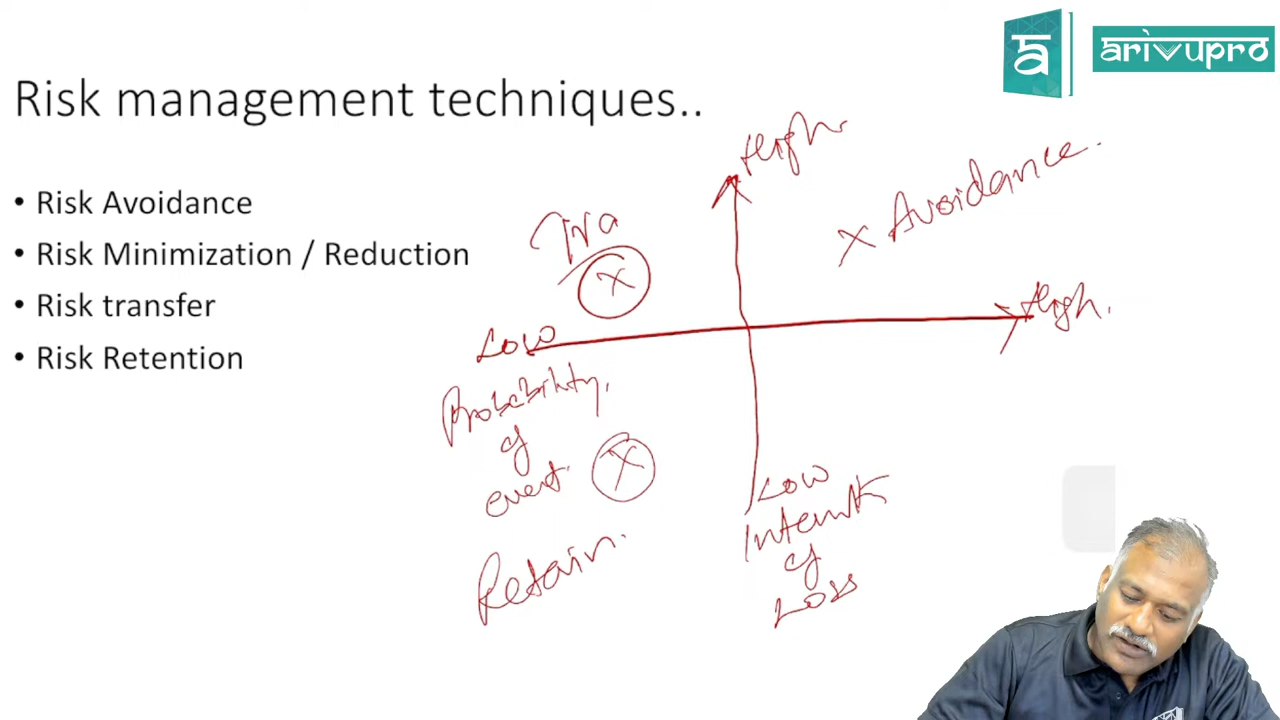 ā
arivupro
Risk management techniques..
• Risk Avoidance
• Risk Minimization / Reduction
• Risk transfer
• Risk Retention
High.
X Avoidance.
Tra
X
High.
Low
Probability
of
event.
X
Retain.
Low
of
Loss